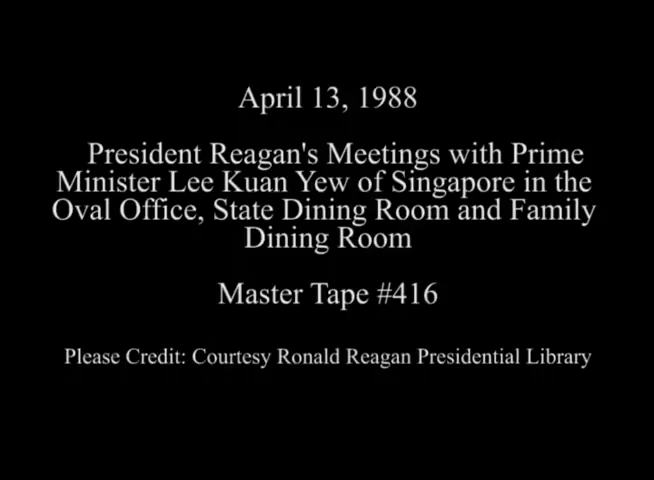 April 13, 1988
President Reagan's Meetings with Prime
Minister Lee Kuan Yew of Singapore in the
Oval Office, State Dining Room and Family
Dining Room
Master Tape #416
Please Credit: Courtesy Ronald Reagan Presidential Library